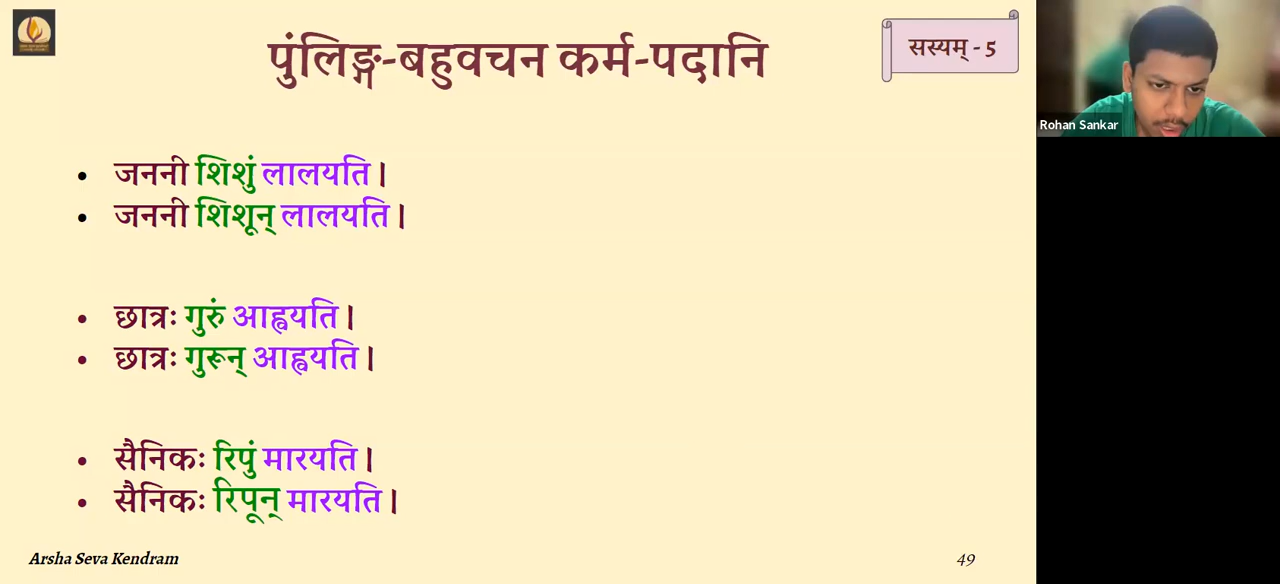 पुंलिङ्ग-बहुवचन कर्म-पदानि
सस्यम् - 5
Rohan Sankar
• जननी शिशुं लालयति ।
• जननी शिशून् लालयति ।
• छात्रः गुरुं आह्वयति ।
• छात्रः गुरून् आह्वयति ।
• सैनिकः रिपुं मारयति ।
• सैनिकः रिपून् मारयति ।
Arsha Seva Kendram
49